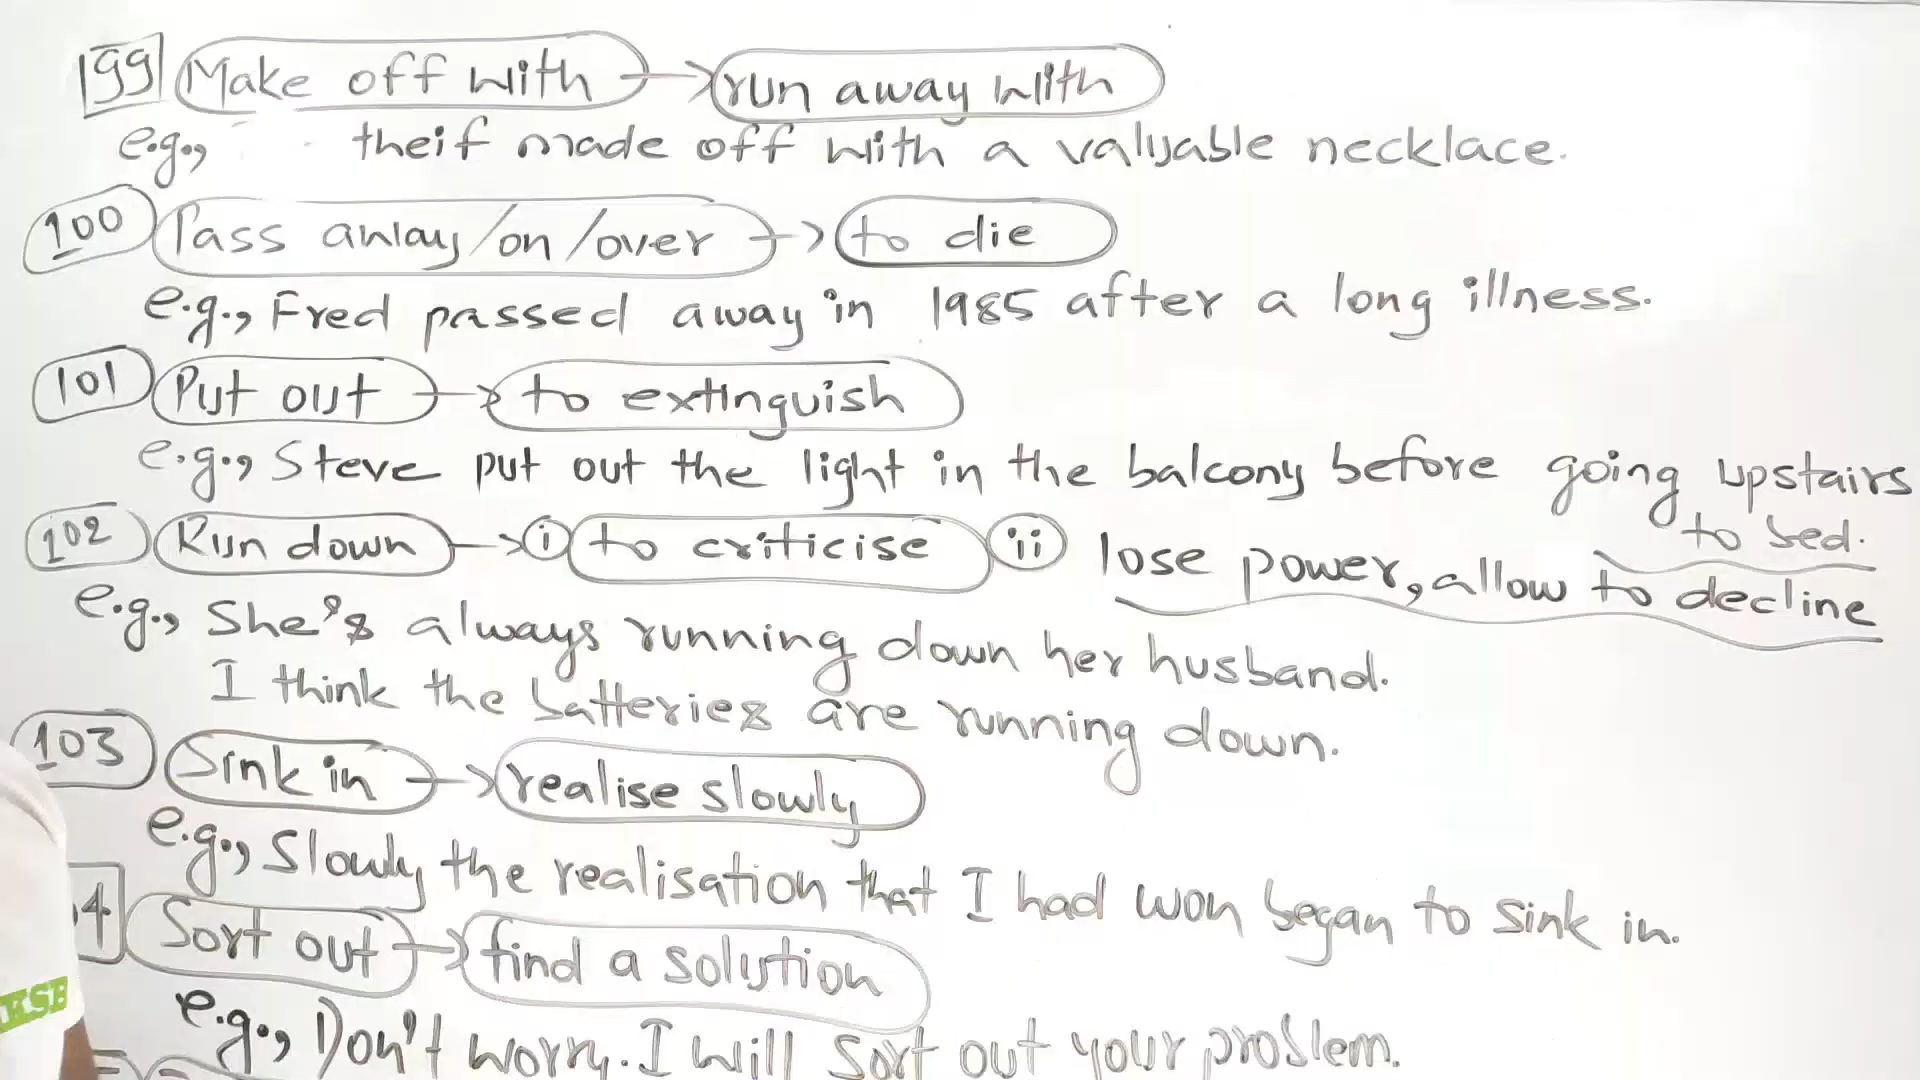 99 Make off with → run away with
e.g., theif made off with a valuable necklace.
100 Pass away/on/over → to die
e.g., Fred passed away in 1985 after a long illness.
101 Put out → to extinguish
e.g., Steve put out the light in the balcony before going upstairs
to bed.
102 Run down → i to criticise ii lose power, allow to decline
e.g., She's always running down her husband.
I think the batteries are running down.
103 Sink in → realise slowly
e.g., Slowly the realisation that I had won began to sink in.
4 Sort out → find a solution
e.g., Don't worry. I will sort out your problem.